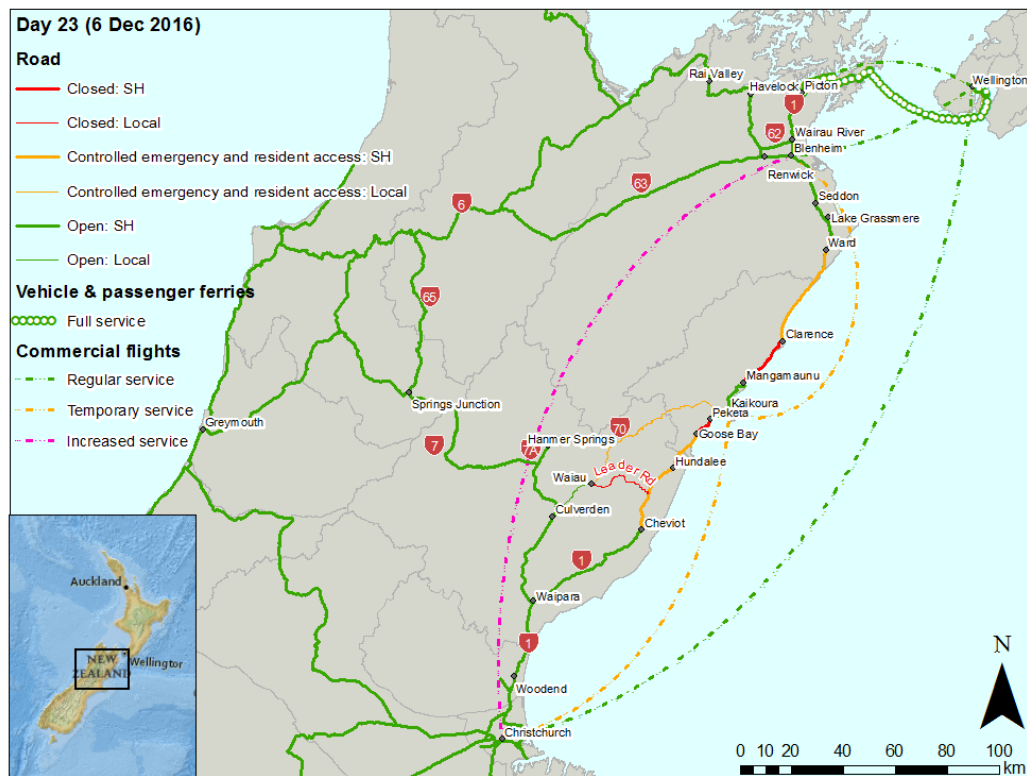 Day 23 (6 Dec 2016)
Road
Closed: SH
Closed: Local
Controlled emergency and resident access: SH
Controlled emergency and resident access: Local
Open: SH
Open: Local
Vehicle & passenger ferries
Full service
Commercial flights
Regular service
Temporary service
Increased service
Rai Valley
Havelock
Picton
Wellington
1
62
Wairau River
Blenheim
Renwick
63
6
Seddon
Lake Grassmere
Ward
65
Clarence
Mangamaunu
Kaikoura
Peketa
Goose Bay
Springs Junction
Greymouth
7
7A
Hanmer Springs
70
Hundalee
Waiau
Leader Rd
Culverden
Cheviot
1
Waipara
1
Woodend
Christchurch
Auckland
NEW
ZEALAND
Wellington
N
0 10 20 40 60 80 100
km